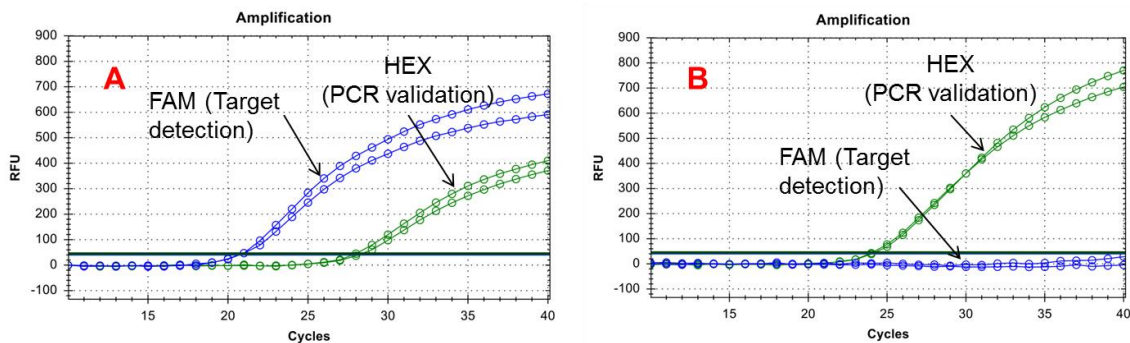 Amplification
900
800
700
600
500
400
300
200
100
0
-100
RFU
A
FAM (Target
detection)
HEX
(PCR validation)
15
20
25
30
35
40
Cycles
Amplification
900
800
700
600
500
400
300
200
100
0
-100
RFU
B
HEX
(PCR validation)
FAM (Target
detection)
15
20
25
30
35
40
Cycles